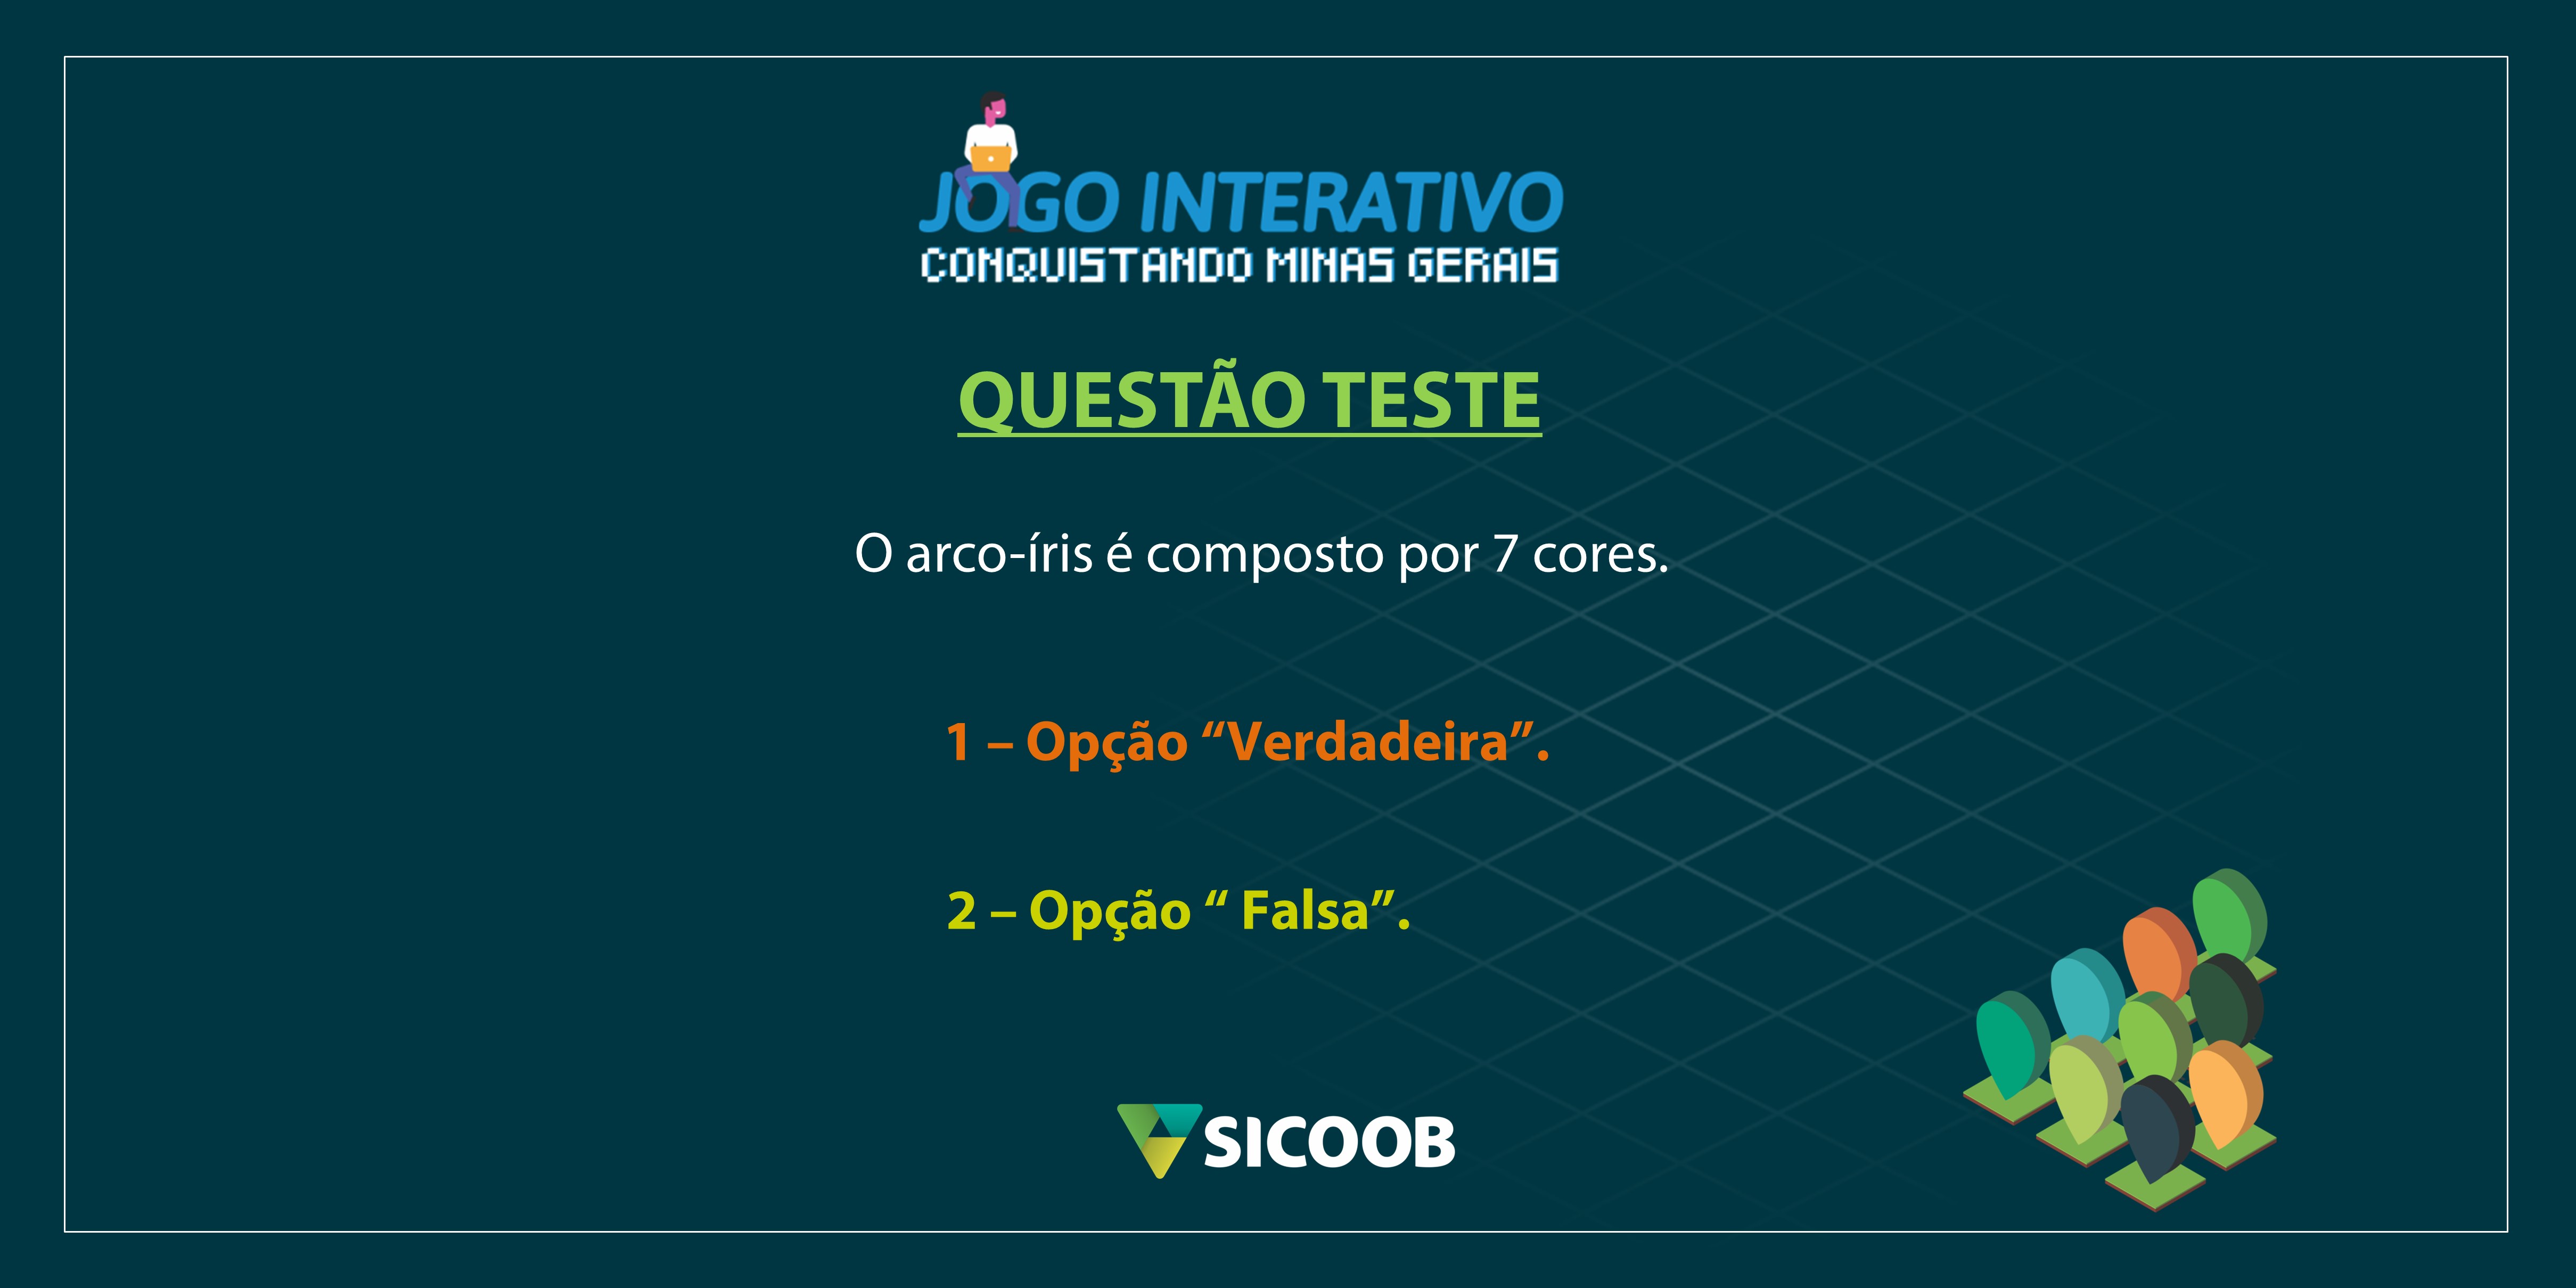 JOGO INTERATIVO
CONQUISTANDO MINAS GERAIS
QUESTÃO TESTE
O arco-íris é composto por 7 cores.
1 – Opção “Verdadeira”.
2 – Opção “ Falsa”.
SICOOB